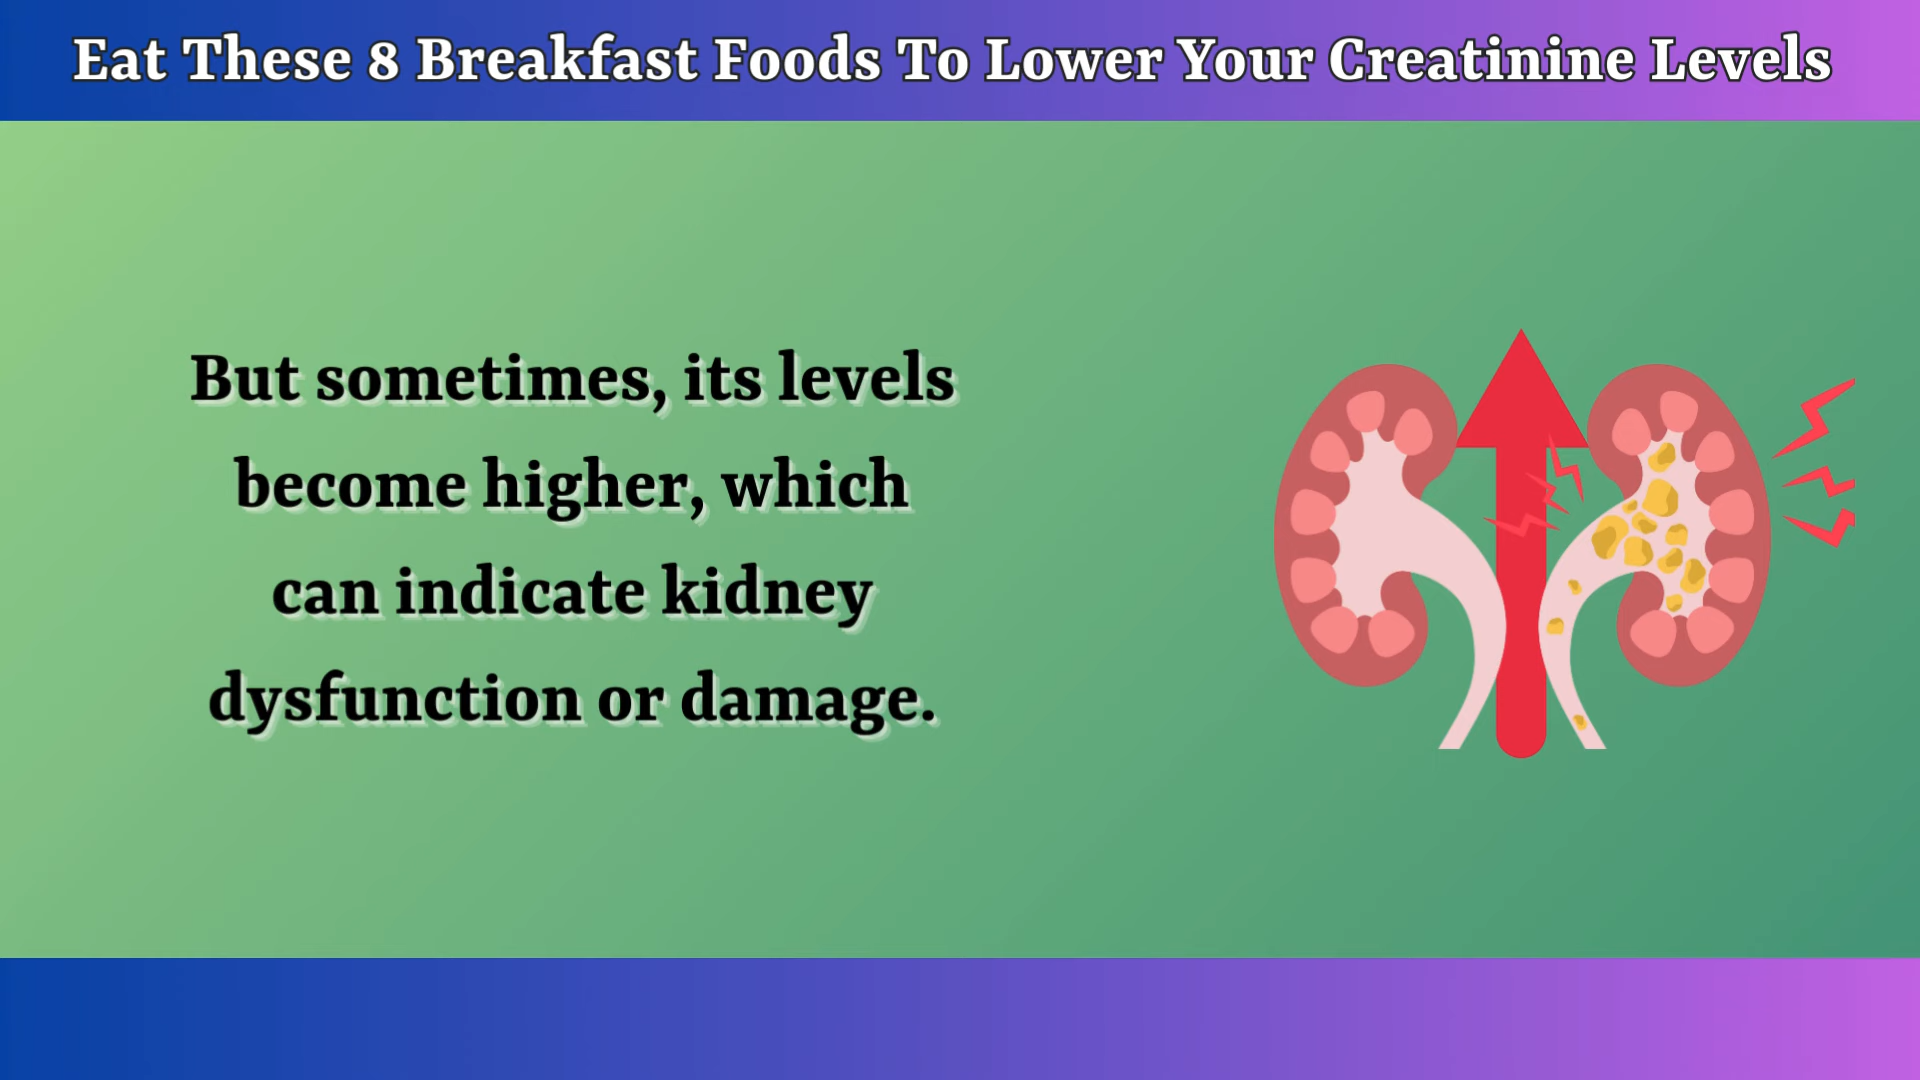 Eat These 8 Breakfast Foods To Lower Your Creatinine Levels
But sometimes, its levels
become higher, which
can indicate kidney
dysfunction or damage.